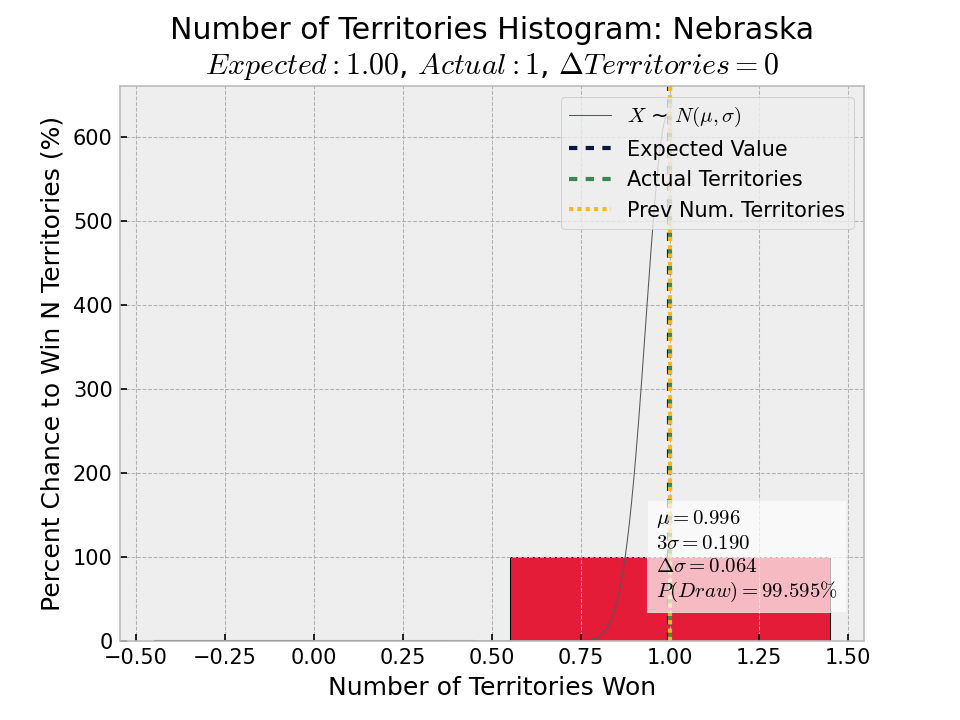 Number of Territories Histogram: Nebraska
Expected : 1.00, Actual : 1, ΔTerritories = 0
Percent Chance to Win N Territories (%)
600
500
400
300
200
100
0
X ~ N(μ, σ)
Expected Value
Actual Territories
Prev Num. Territories
μ = 0.996
3σ = 0.190
Δσ = 0.064
P(Draw) = 99.595%
−0.50 −0.25 0.00 0.25 0.50 0.75 1.00 1.25 1.50
Number of Territories Won